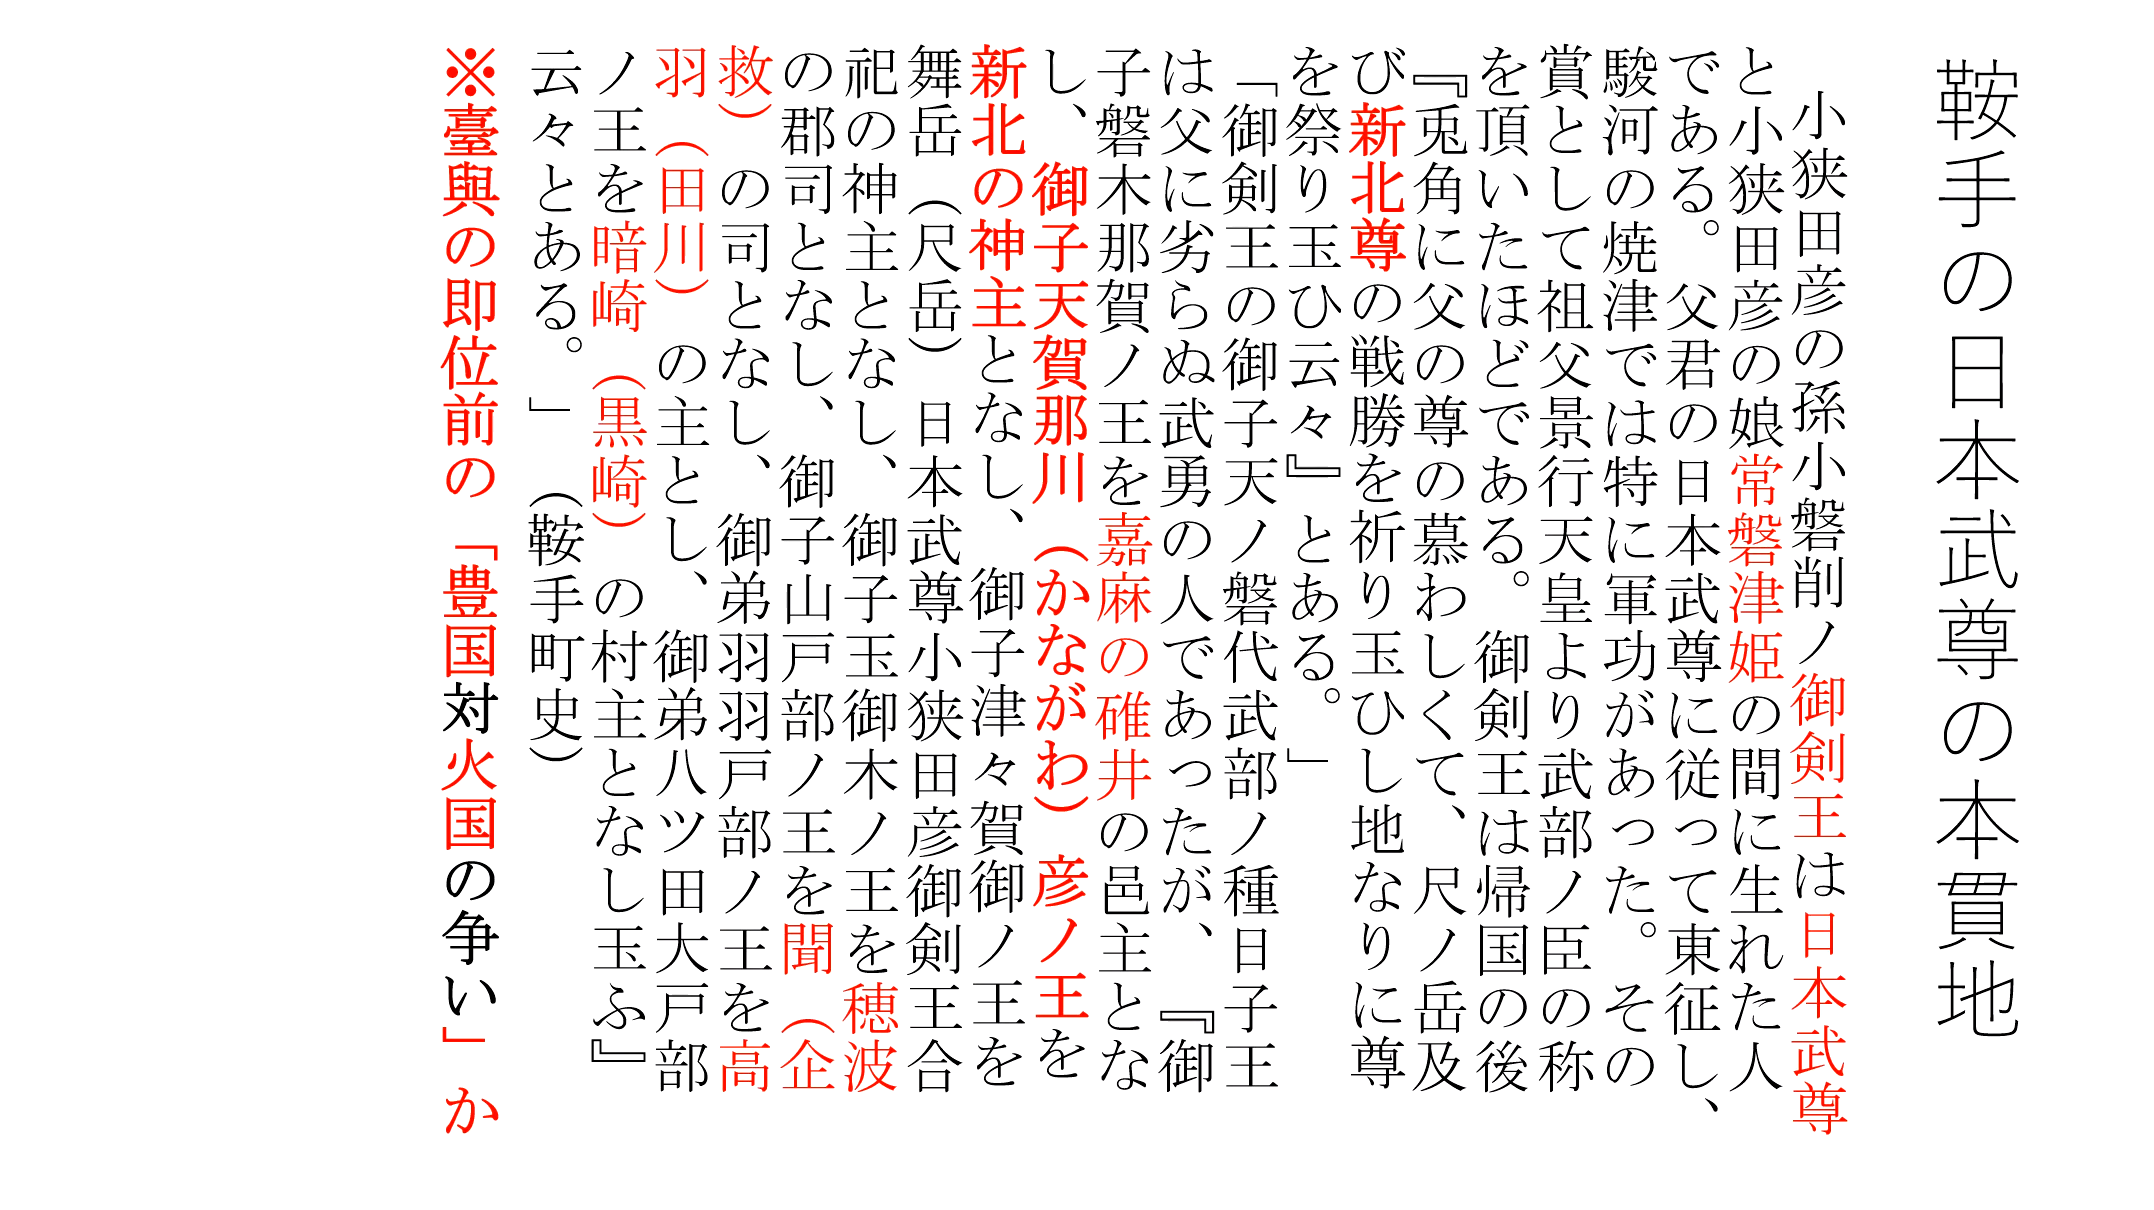 鞍手の日本武尊の本貫地
小狭田彦の孫小磐削ノ御剣王は日本武尊
と小狭田彦の娘常磐津姫の間に生れた人
である。父君の日本武尊に従って東征し、
駿河の焼津では特に軍功があった。その
賞として祖父景行天皇より武部ノ臣の称
を頂いたほどである。御剣王は帰国の後
『兎角に父の尊の慕わしくて、尺ノ岳及
び新北尊の戦勝を祈り玉ひし地なりに尊
を祭り玉ひ云々』とある。」
「御剣王の御子天ノ磐代武部ノ種日子王
は父に劣らぬ武勇の人であったが、『御
子磐木那賀ノ王を嘉麻の碓井の邑主とな
し、御子天賀那川（かながわ）彦ノ王を
新北の神主となし、御子津々賀御ノ王を
舞岳（尺岳）日本武尊小狭田彦御剣王合
祀の神主となし、御子玉御木ノ王を穂波
の郡司となし、御子山戸部ノ王を聞（企
救）の司となし、御弟羽羽戸部ノ王を高
羽（田川）の主とし、御弟八ツ田大戸部
ノ王を暗崎（黒崎）の村主となし玉ふ』
云々とある。」（鞍手町史）
※臺與の即位前の「豊国対火国の争い」か